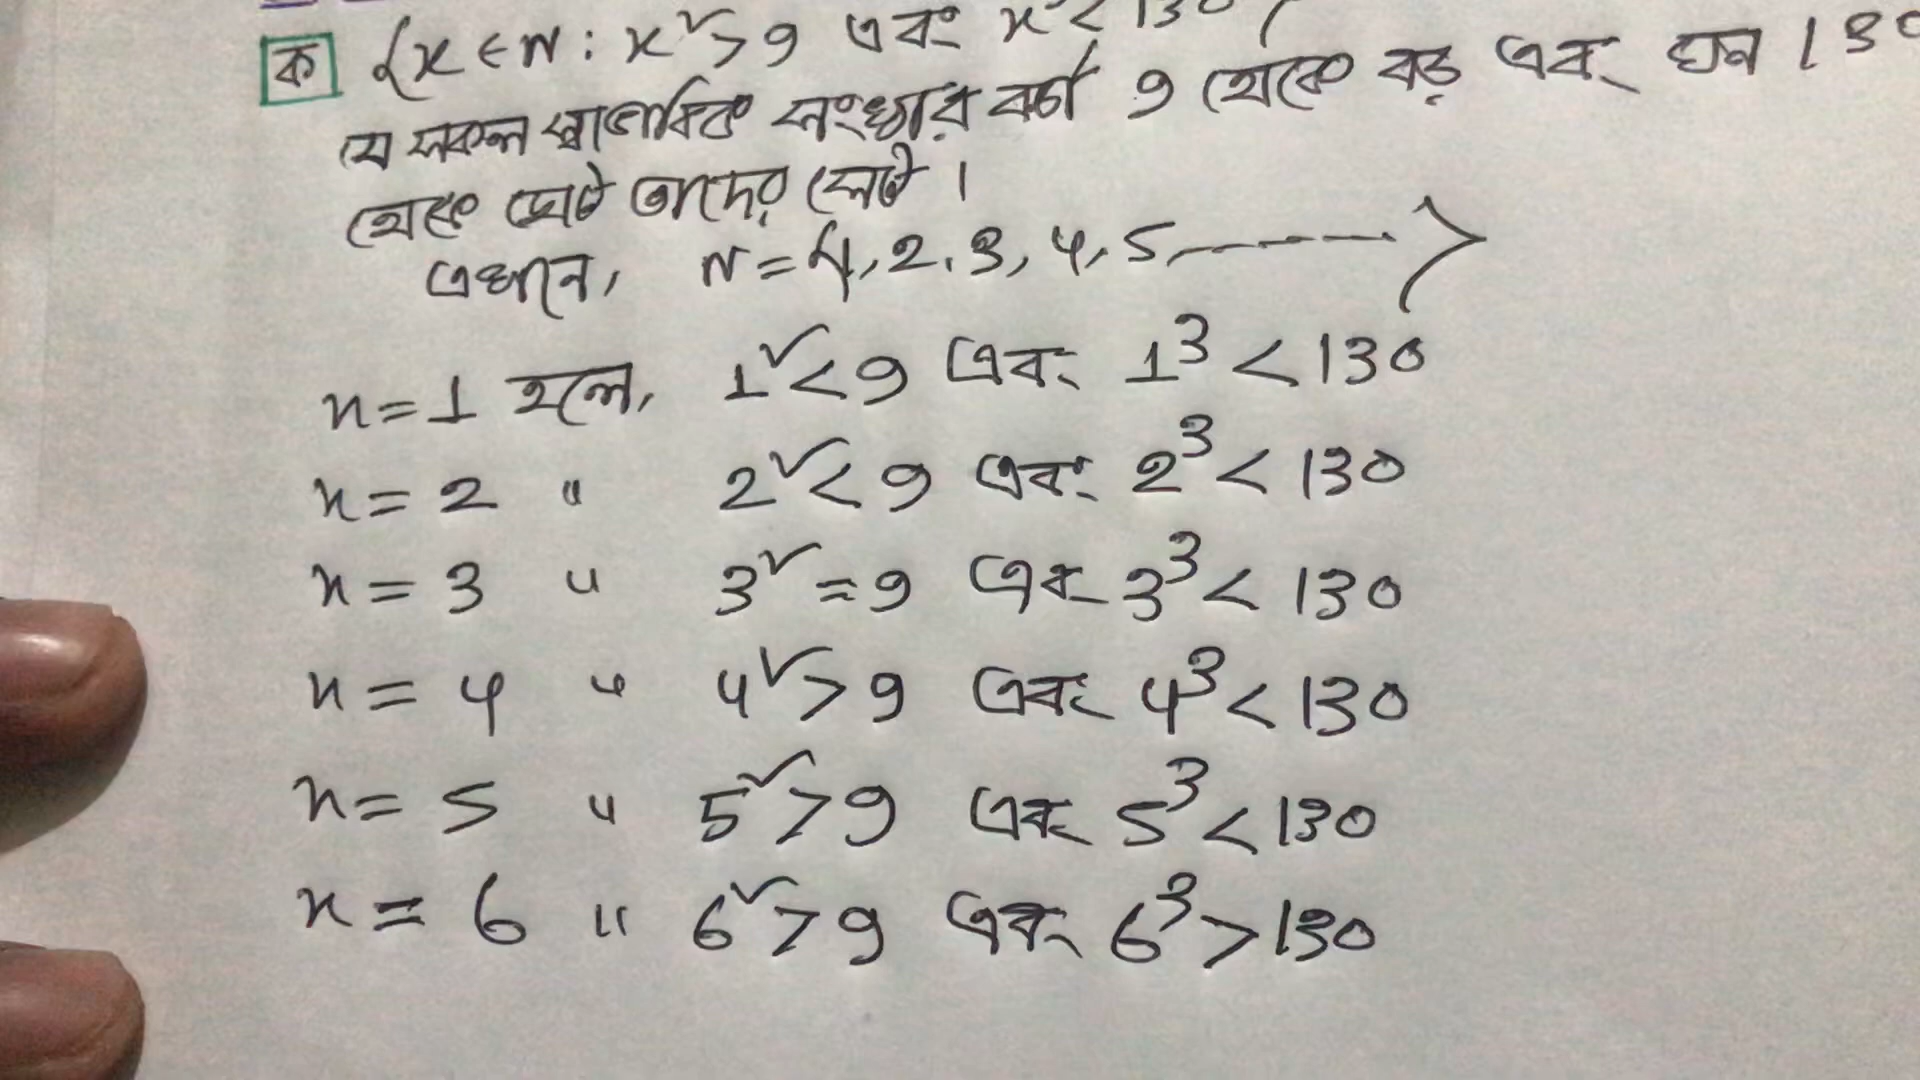 ক {x ∈ N : x² > 9 এবং x³ < 130}
যে সকল স্বাভাবিক সংখ্যার বর্গ 9 থেকে বড় এবং ঘন 130
থেকে ছোট তাদের সেট।
এখানে, N = {1, 2, 3, 4, 5, ------}
x = 1 হলে, 1² < 9 এবং 1³ < 130
x = 2 " 2² < 9 এবং 2³ < 130
x = 3 " 3² = 9 এবং 3³ < 130
x = 4 " 4² > 9 এবং 4³ < 130
x = 5 " 5² > 9 এবং 5³ < 130
x = 6 " 6² > 9 এবং 6³ > 130